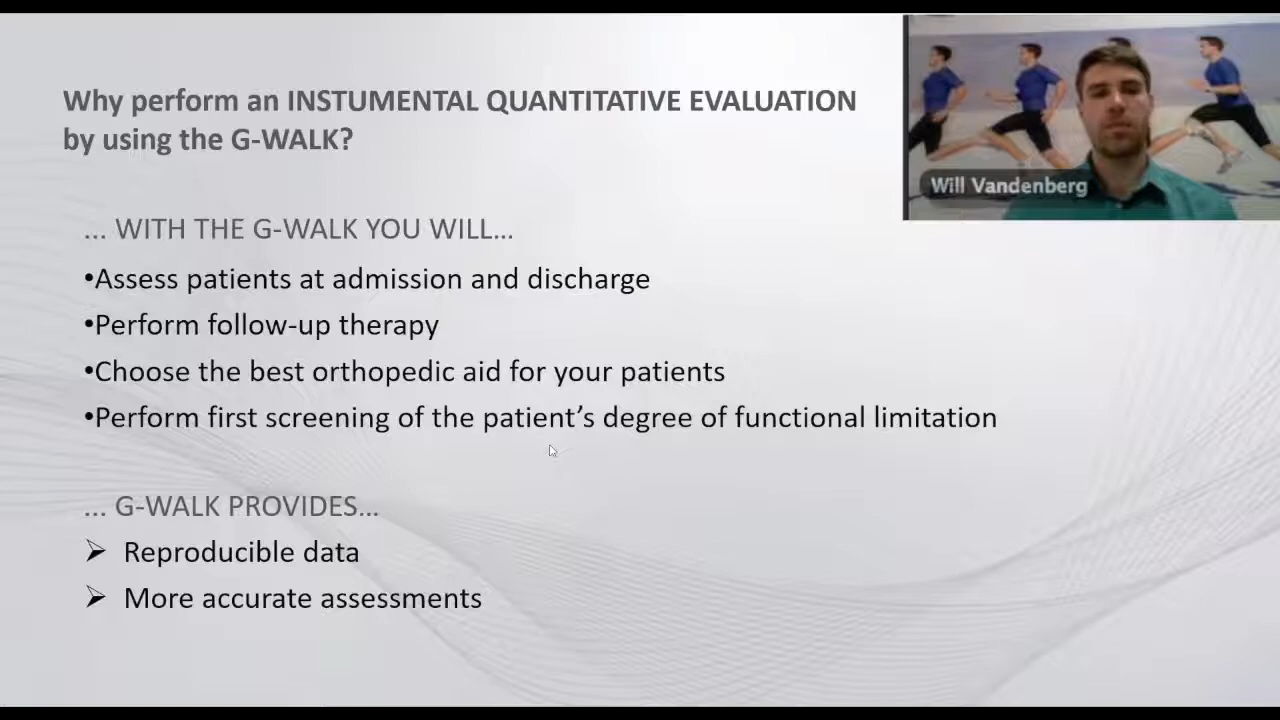 Why perform an INSTUMENTAL QUANTITATIVE EVALUATION
by using the G-WALK?
Will Vandenberg
... WITH THE G-WALK YOU WILL...
•Assess patients at admission and discharge
•Perform follow-up therapy
•Choose the best orthopedic aid for your patients
•Perform first screening of the patient’s degree of functional limitation
... G-WALK PROVIDES...
➢ Reproducible data
➢ More accurate assessments